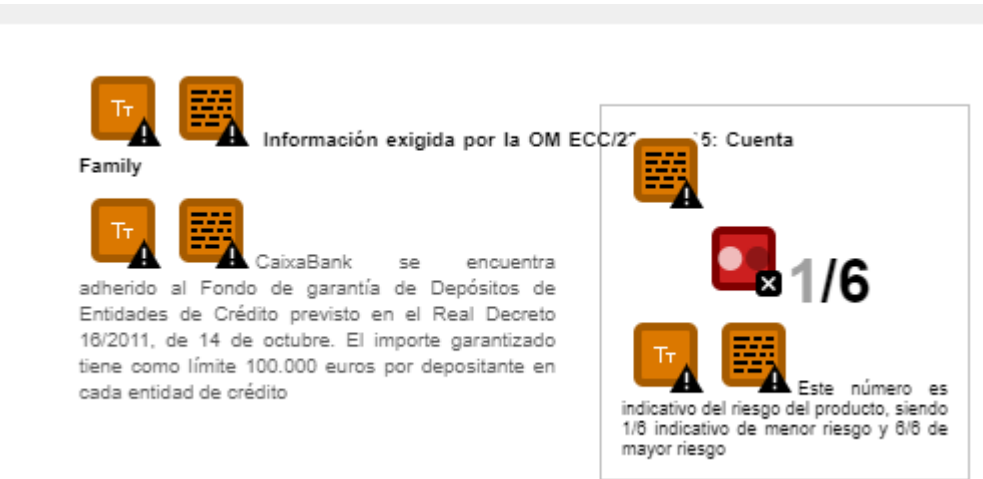 Información exigida por la OM ECC/2 5: Cuenta
Family
CaixaBank se encuentra
adherido al Fondo de garantía de Depósitos de
Entidades de Crédito previsto en el Real Decreto
16/2011, de 14 de octubre. El importe garantizado
tiene como límite 100.000 euros por depositante en
cada entidad de crédito
1/6
Este número es
indicativo del riesgo del producto, siendo
1/6 indicativo de menor riesgo y 6/6 de
mayor riesgo